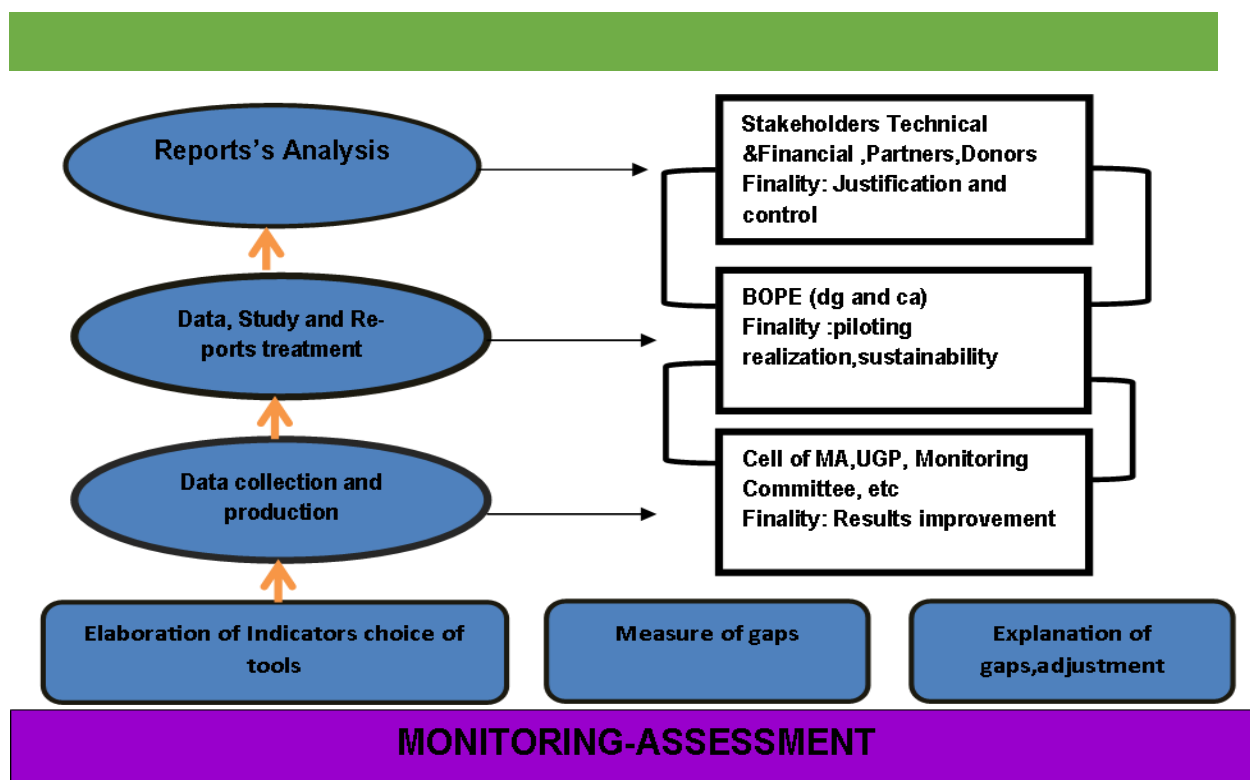 Reports's Analysis
Stakeholders Technical
&Financial ,Partners,Donors
Finality: Justification and
control
Data, Study and Re-
ports treatment
BOPE (dg and ca)
Finality :piloting
realization,sustainability
Data collection and
production
Cell of MA,UGP, Monitoring
Committee, etc
Finality: Results improvement
Elaboration of Indicators choice of
tools
Measure of gaps
Explanation of
gaps,adjustment
MONITORING-ASSESSMENT